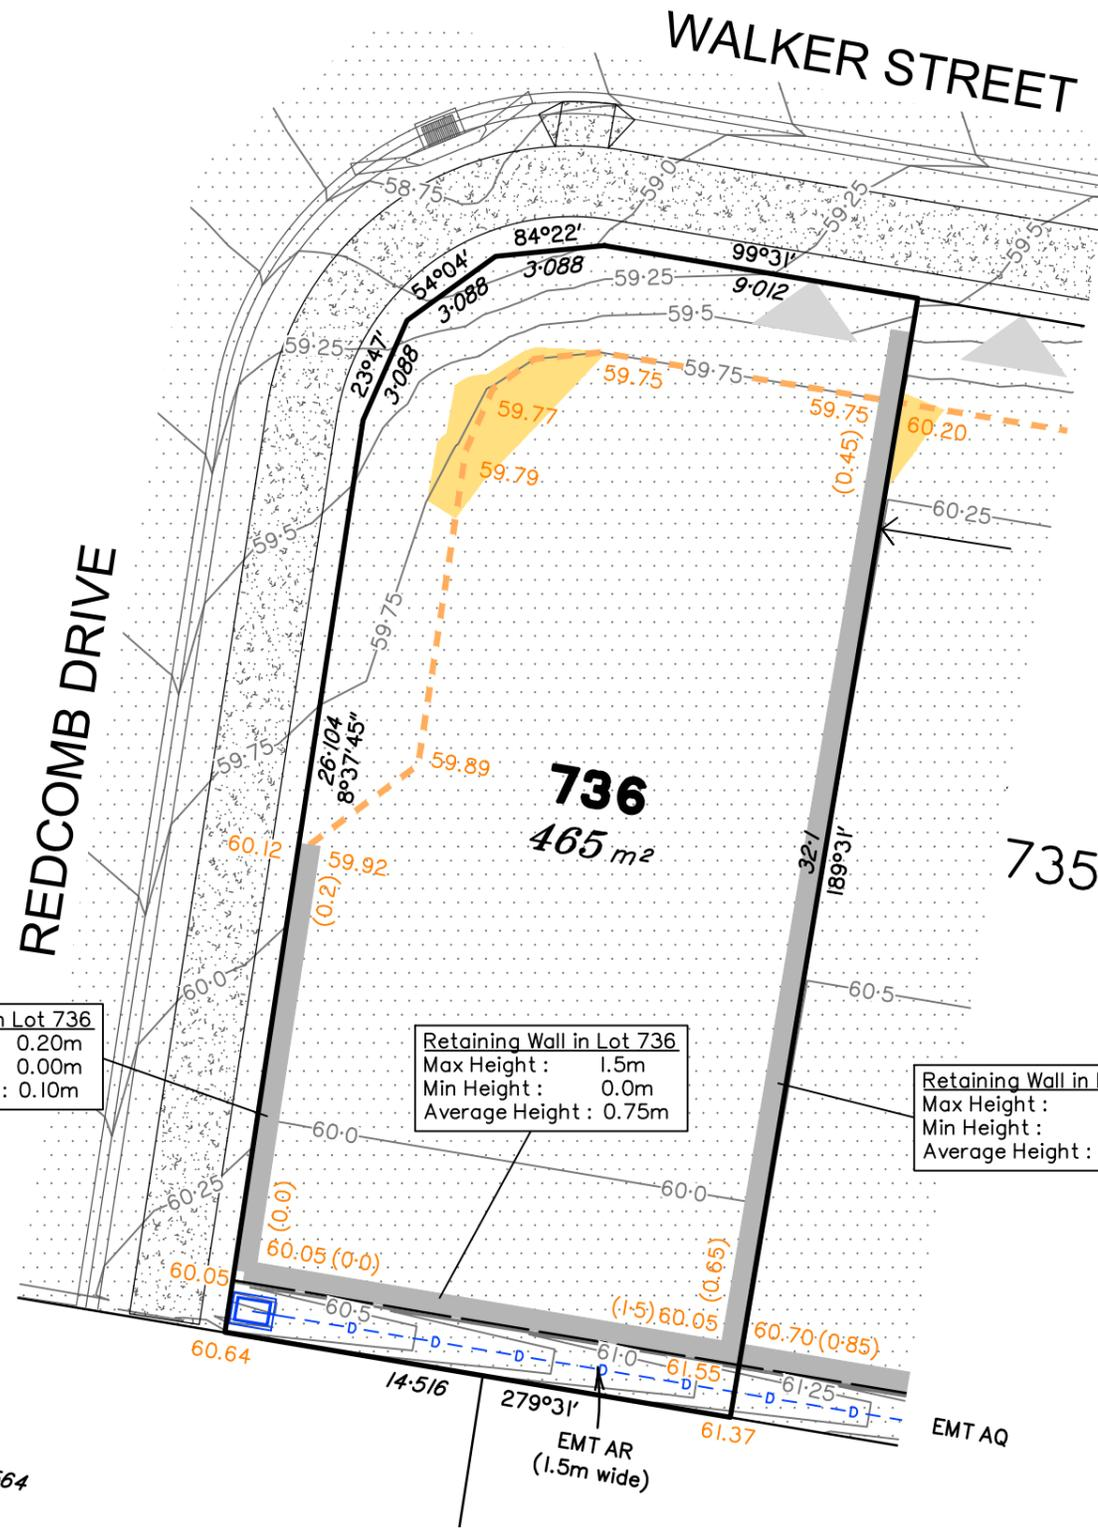 WALKER STREET
58·75
59·0
59·25
59·5
84°22'
3·088
99°31'
9·012
54°04'
3·088
59·25
59·5
59·25
23°47'
3·088
59.75
59·75
59.75
60.20
59.77
(0.45)
59.79
60·25
59·5
REDCOMB DRIVE
59·75
59·75
26·104
8°37'45"
59.89
736
465 m²
32·1
189°31'
735
60.12
59.92
(0.2)
60·0
60·5
n Lot 736
0.20m
0.00m
: 0.10m
Retaining Wall in Lot 736
Max Height : 1.5m
Min Height : 0.0m
Average Height : 0.75m
Retaining Wall in
Max Height :
Min Height :
Average Height :
60·0
60·0
60·25
(0.0)
60.05 (0·0)
60.05
(0.65)
(1·5) 60.05
60.70 (0·85)
60·5
D D D D D D D
61·0
61.55
61·25
60.64
14·516
279°31'
61.37
EMT AR
(1.5m wide)
EMT AQ
64